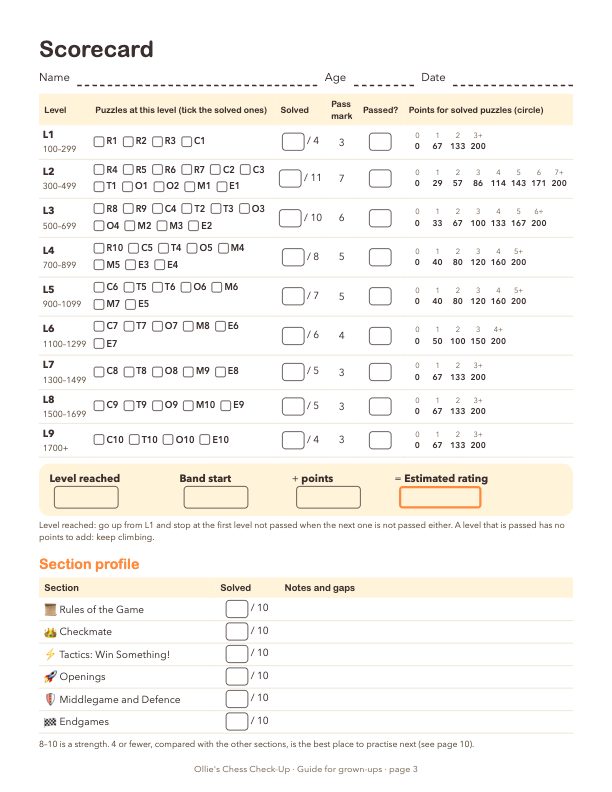 Scorecard
Name Age Date
Level Puzzles at this level (tick the solved ones) Solved Pass mark Passed? Points for solved puzzles (circle)
L1 R1 R2 R3 C1 / 4 3 0 1 2 3+
100–299 0 67 133 200
L2 R4 R5 R6 R7 C2 C3 / 11 7 0 1 2 3 4 5 6 7+
300–499 T1 O1 O2 M1 E1 0 29 57 86 114 143 171 200
L3 R8 R9 C4 T2 T3 O3 / 10 6 0 1 2 3 4 5 6+
500–699 O4 M2 M3 E2 0 33 67 100 133 167 200
L4 R10 C5 T4 O5 M4 / 8 5 0 1 2 3 4 5+
700–899 M5 E3 E4 0 40 80 120 160 200
L5 C6 T5 T6 O6 M6 / 7 5 0 1 2 3 4 5+
900–1099 M7 E5 0 40 80 120 160 200
L6 C7 T7 O7 M8 E6 / 6 4 0 1 2 3 4+
1100–1299 E7 0 50 100 150 200
L7 C8 T8 O8 M9 E8 / 5 3 0 1 2 3+
1300–1499 0 67 133 200
L8 C9 T9 O9 M10 E9 / 5 3 0 1 2 3+
1500–1699 0 67 133 200
L9 C10 T10 O10 E10 / 4 3 0 1 2 3+
1700+ 0 67 133 200
Level reached Band start + points = Estimated rating
Level reached: go up from L1 and stop at the first level not passed when the next one is not passed either. A level that is passed has no
points to add: keep climbing.
Section profile
Section Solved Notes and gaps
Rules of the Game / 10
Checkmate / 10
Tactics: Win Something! / 10
Openings / 10
Middlegame and Defence / 10
Endgames / 10
8–10 is a strength. 4 or fewer, compared with the other sections, is the best place to practise next (see page 10).
Ollie's Chess Check-Up · Guide for grown-ups · page 3